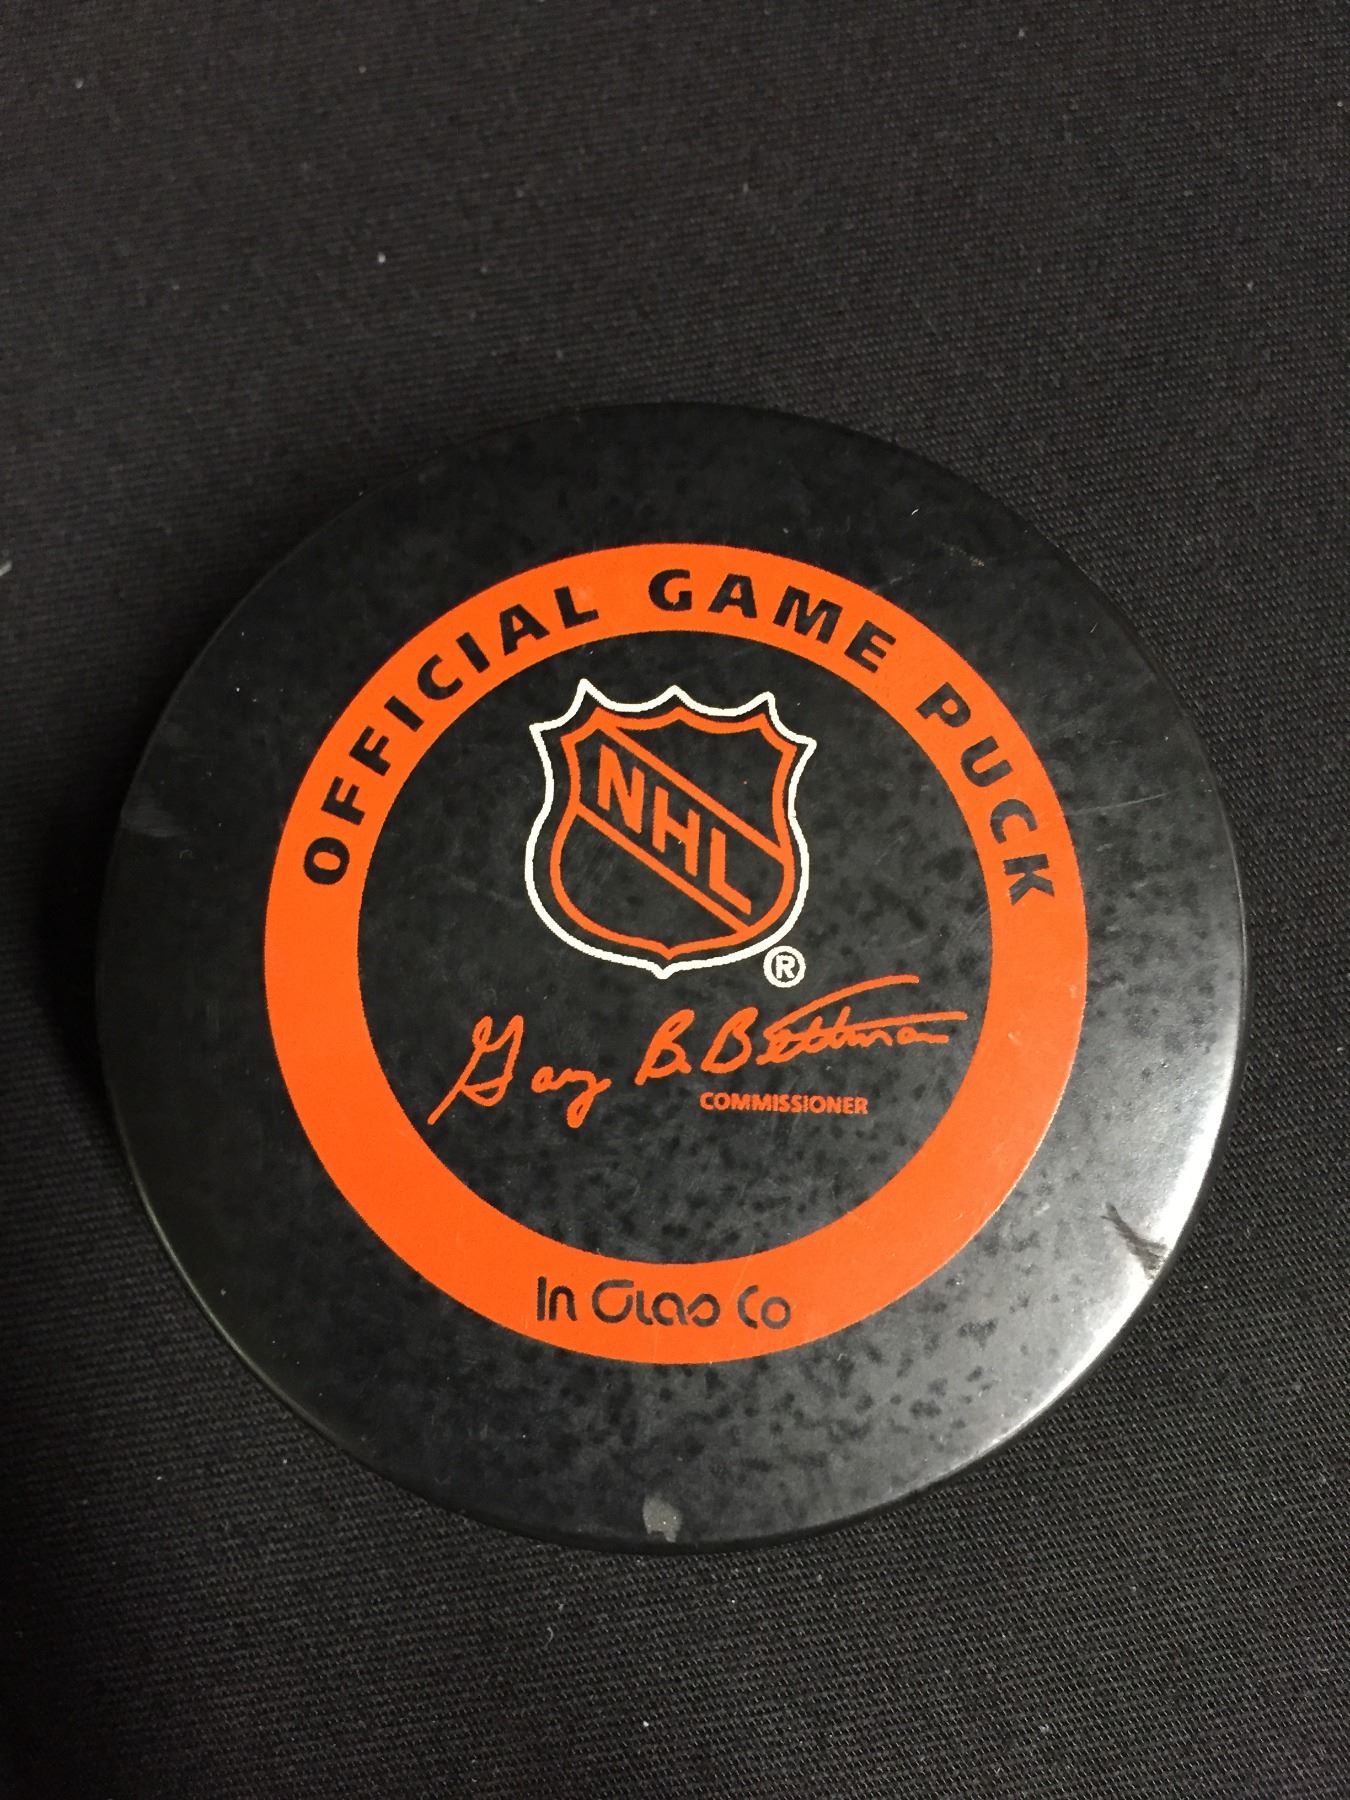 OFFICIAL GAME PUCK
NHL
®
Gary B. Bettman
COMMISSIONER
In Glas Co